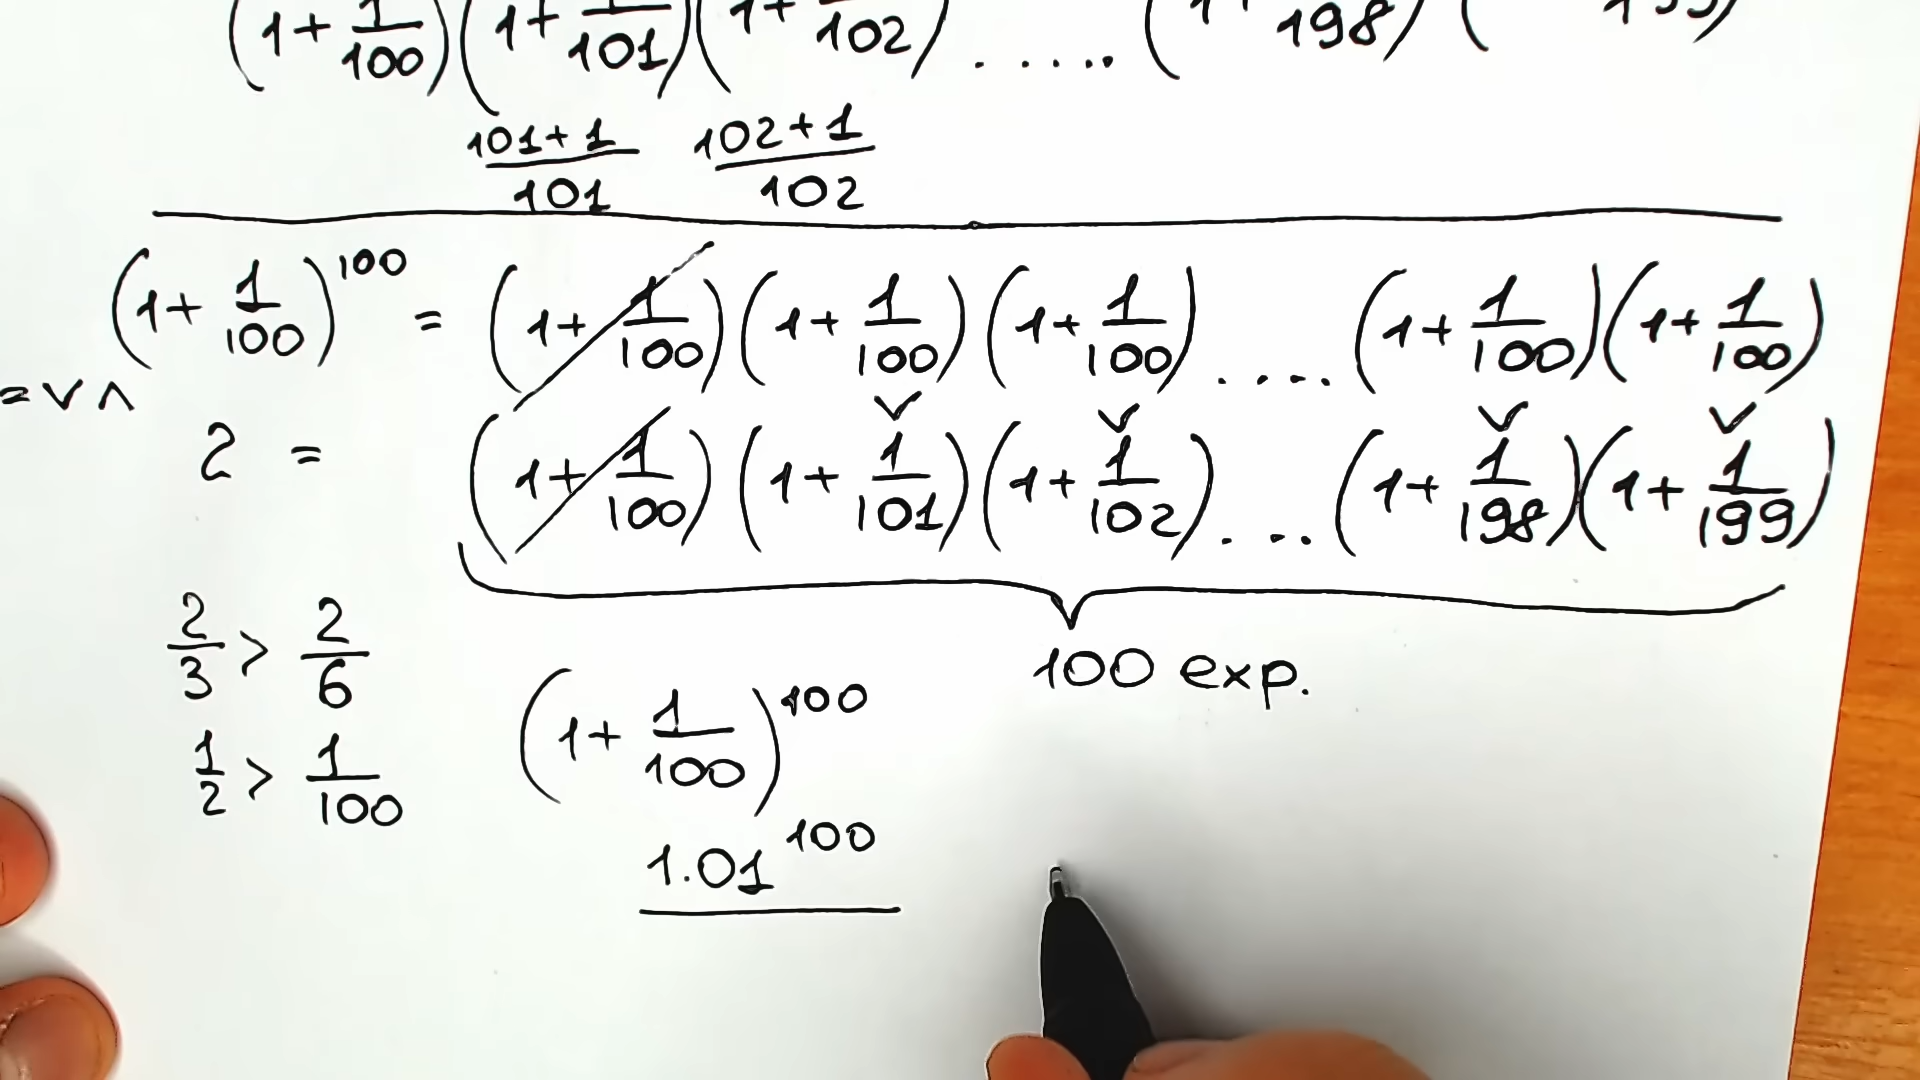 (1+1/100)(1+1/101)(1+1/102).....(1+1/198)(
(101+1)/101 (102+1)/102
(1+1/100)^100 = (1+1/100)(1+1/100)(1+1/100)....(1+1/100)(1+1/100)
= ∨ ∧ ∨ ∨ ∨ ∨
2 = (1+1/100)(1+1/101)(1+1/102)...(1+1/198)(1+1/199)
2/3 > 2/6
100 exp.
(1+1/100)^100
1/2 > 1/100
1.01^100